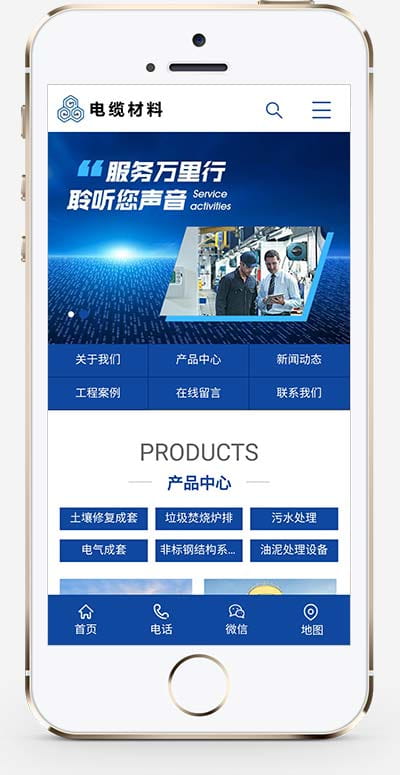 电缆材料
服务万里行
聆听您声音 Service activities
关于我们 产品中心 新闻动态
工程案例 在线留言 联系我们
PRODUCTS
产品中心
土壤修复成套 垃圾焚烧炉排 污水处理
电气成套 非标钢结构系... 油泥处理设备
首页 电话 微信 地图